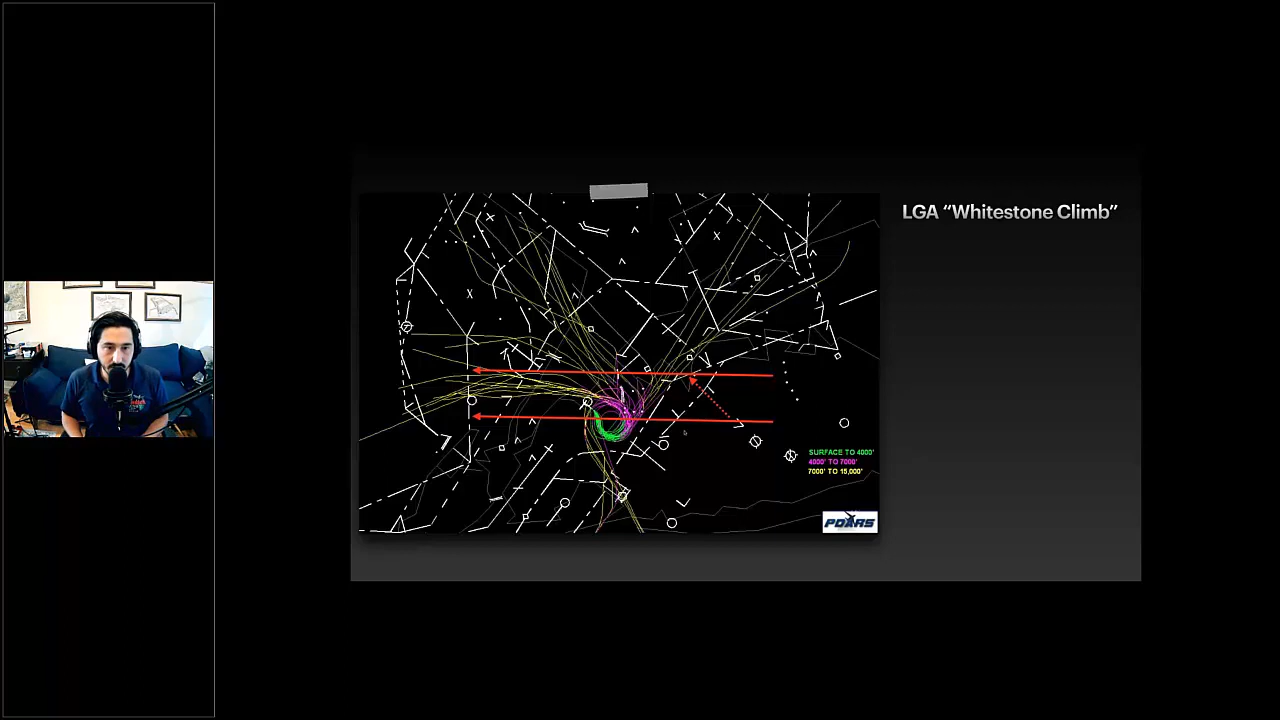 LGA “Whitestone Climb”
SURFACE TO 4000'
4000' TO 7000'
7000' TO 15,000'
PDARS